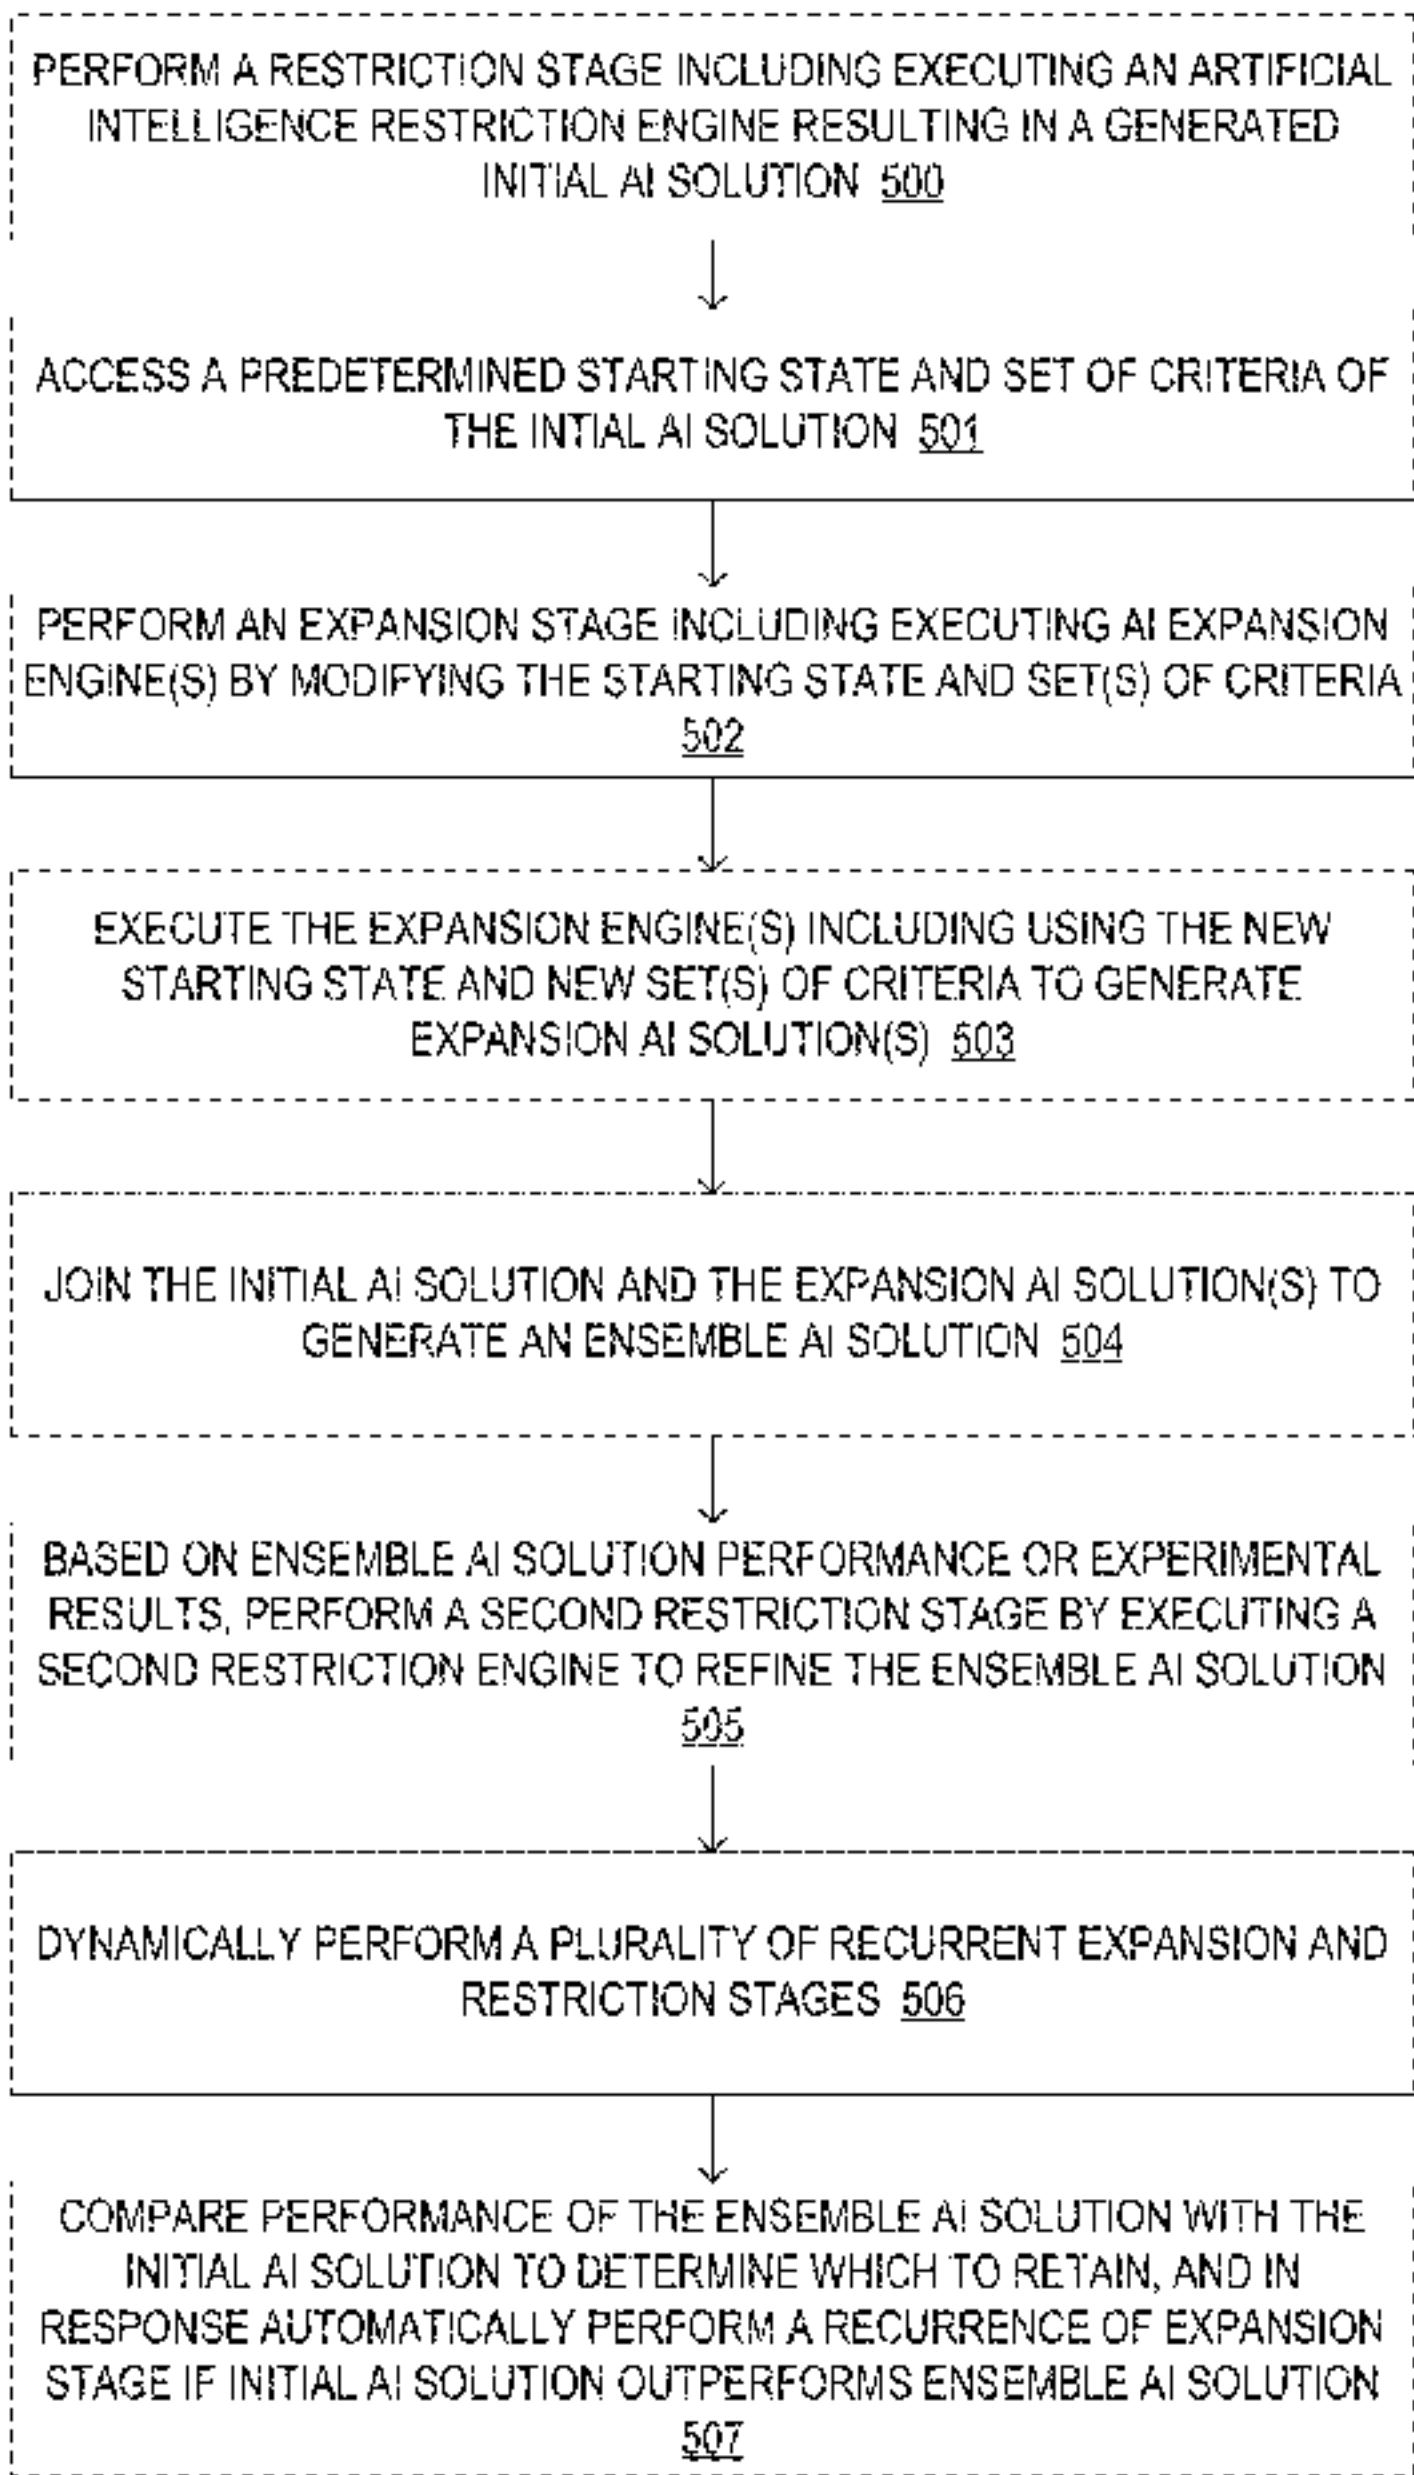 PERFORM A RESTRICTION STAGE INCLUDING EXECUTING AN ARTIFICIAL
INTELLIGENCE RESTRICTION ENGINE RESULTING IN A GENERATED
INITIAL AI SOLUTION 500
ACCESS A PREDETERMINED STARTING STATE AND SET OF CRITERIA OF
THE INTIAL AI SOLUTION 501
PERFORM AN EXPANSION STAGE INCLUDING EXECUTING AI EXPANSION
ENGINE(S) BY MODIFYING THE STARTING STATE AND SET(S) OF CRITERIA
502
EXECUTE THE EXPANSION ENGINE(S) INCLUDING USING THE NEW
STARTING STATE AND NEW SET(S) OF CRITERIA TO GENERATE
EXPANSION AI SOLUTION(S) 503
JOIN THE INITIAL AI SOLUTION AND THE EXPANSION AI SOLUTION(S) TO
GENERATE AN ENSEMBLE AI SOLUTION 504
BASED ON ENSEMBLE AI SOLUTION PERFORMANCE OR EXPERIMENTAL
RESULTS, PERFORM A SECOND RESTRICTION STAGE BY EXECUTING A
SECOND RESTRICTION ENGINE TO REFINE THE ENSEMBLE AI SOLUTION
505
DYNAMICALLY PERFORM A PLURALITY OF RECURRENT EXPANSION AND
RESTRICTION STAGES 506
COMPARE PERFORMANCE OF THE ENSEMBLE AI SOLUTION WITH THE
INITIAL AI SOLUTION TO DETERMINE WHICH TO RETAIN, AND IN
RESPONSE AUTOMATICALLY PERFORM A RECURRENCE OF EXPANSION
STAGE IF INITIAL AI SOLUTION OUTPERFORMS ENSEMBLE AI SOLUTION
507